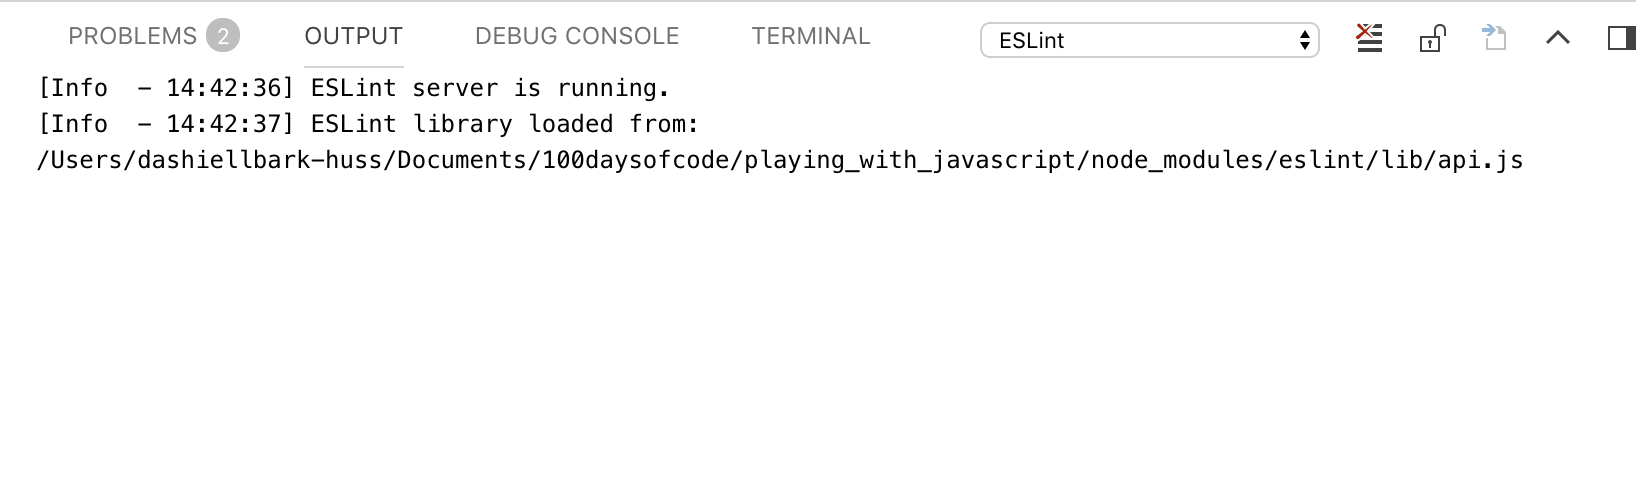 PROBLEMS 2 OUTPUT DEBUG CONSOLE TERMINAL ESLint
[Info  - 14:42:36] ESLint server is running.
[Info  - 14:42:37] ESLint library loaded from:
/Users/dashiellbark-huss/Documents/100daysofcode/playing_with_javascript/node_modules/eslint/lib/api.js